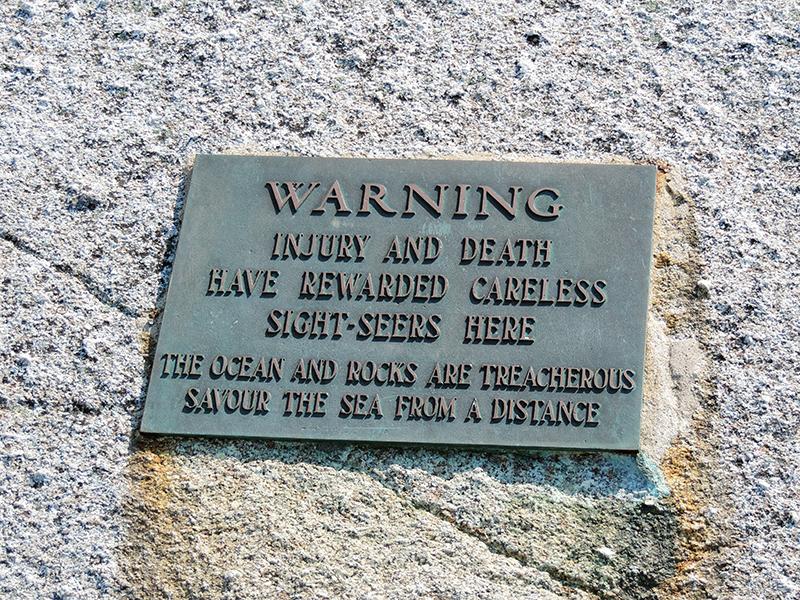 WARNING
INJURY AND DEATH
HAVE REWARDED CARELESS
SIGHT-SEERS HERE
THE OCEAN AND ROCKS ARE TREACHEROUS
SAVOUR THE SEA FROM A DISTANCE